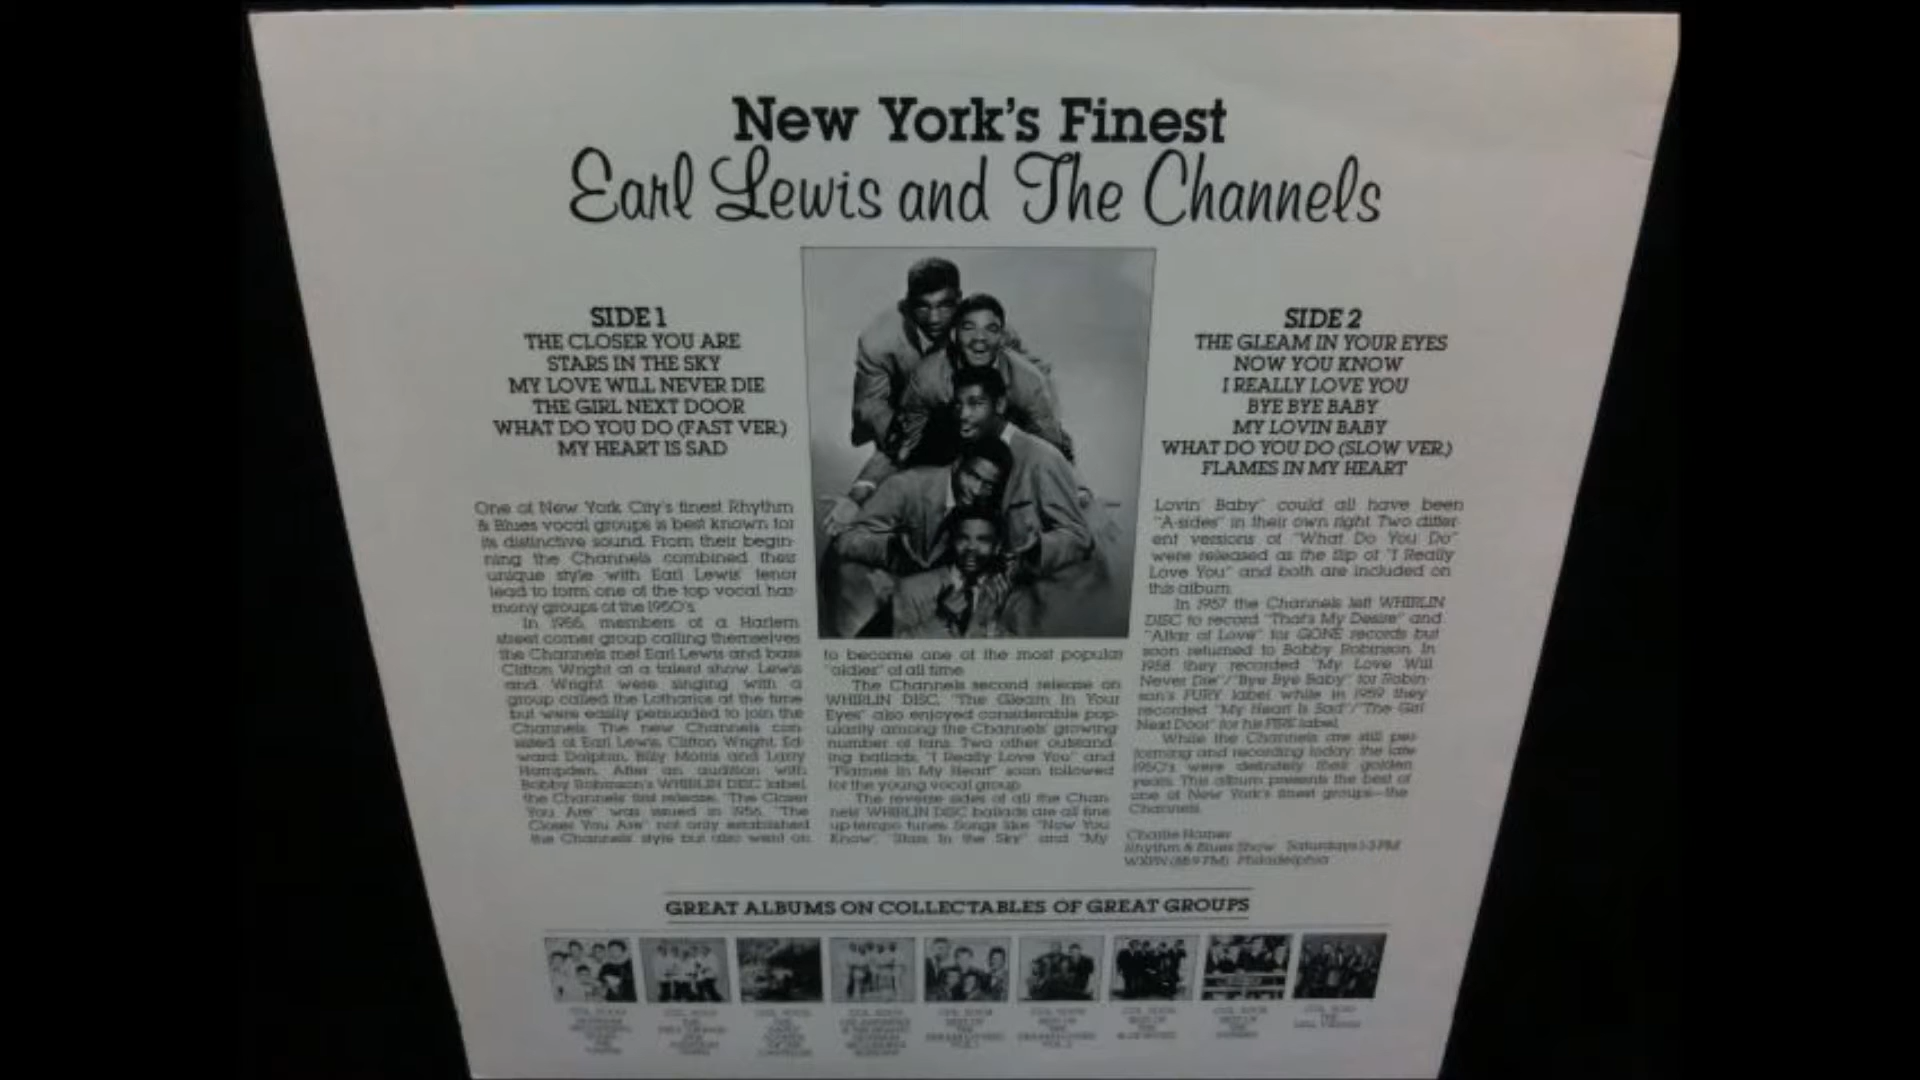 New York's Finest
Earl Lewis and The Channels
SIDE 1
THE CLOSER YOU ARE
STARS IN THE SKY
MY LOVE WILL NEVER DIE
THE GIRL NEXT DOOR
WHAT DO YOU DO (FAST VER.)
MY HEART IS SAD
SIDE 2
THE GLEAM IN YOUR EYES
NOW YOU KNOW
I REALLY LOVE YOU
BYE BYE BABY
MY LOVIN BABY
WHAT DO YOU DO (SLOW VER.)
FLAMES IN MY HEART
One of New York City's finest Rhythm
& Blues vocal groups is best known for
its distinctive sound. From their begin-
ning the Channels combined their
unique style with Earl Lewis' tenor
lead to form one of the top vocal har-
mony groups of the 1950's.
In 1956, members of a Harlem
street corner group calling themselves
the Channels met Earl Lewis and bass
Clifton Wright at a talent show. Lewis
and Wright were singing with a
group called the Lotharios at the time
but were easily persuaded to join the
Channels. The new Channels con-
sisted of Earl Lewis, Clifton Wright, Ed-
ward Dolphin, Billy Morris and Larry
Hampden. After an audition with
Bobby Robinson's WHIRLIN DISC label,
the Channels' first release, "The Closer
You Are" was issued in 1956. "The
Closer You Are" not only established
the Channels' style but also went on
to become one of the most popular
"oldies" of all time.
The Channels second release on
WHIRLIN DISC, "The Gleam In Your
Eyes" also enjoyed considerable pop-
ularity among the Channels' growing
number of fans. Two other outstand-
ing ballads, "I Really Love You" and
"Flames In My Heart" soon followed
for the young vocal group.
The reverse sides of all the Chan-
nels' WHIRLIN DISC ballads are all fine
up-tempo tunes. Songs like "Now You
Know", "Stars In the Sky" and "My
Lovin' Baby" could all have been
"A-sides" in their own right. Two differ-
ent versions of "What Do You Do"
were released as the flip of "I Really
Love You" and both are included on
this album.
In 1957 the Channels left WHIRLIN
DISC to record "That's My Desire" and
"Altar of Love" for GONE records but
soon returned to Bobby Robinson. In
1958 they recorded "My Love Will
Never Die"/"Bye Bye Baby" for Robin-
son's FURY label while in 1959 they
recorded "My Heart Is Sad"/"The Girl
Next Door" for his FIRE label.
While the Channels are still per-
forming and recording today, the late
1950's were definitely their golden
years. This album presents the best of
one of New York's finest groups—the
Channels.
Charlie Horner
Rhythm & Blues Show Saturdays 1-3 PM
WXPN (88.9 FM) Philadelphia
GREAT ALBUMS ON COLLECTABLES OF GREAT GROUPS